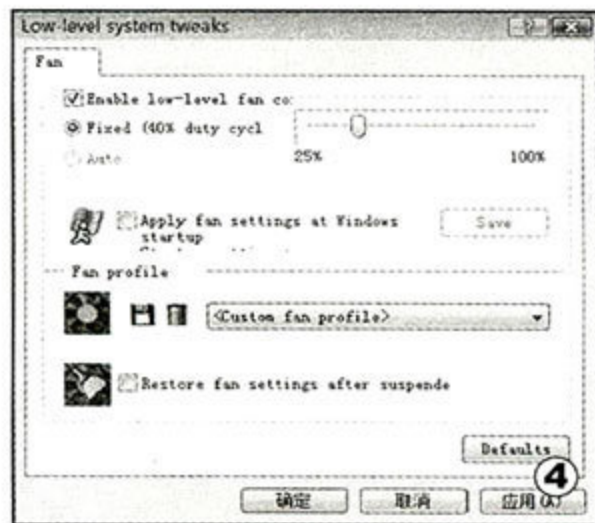 Low-level system tweaks
Fan
Enable low-level fan co
Fixed (40% duty cycl
Auto
25%
100%
Apply fan settings at Windows
startup
Save
Fan profile
<Custom fan profile>
Restore fan settings after suspende
Defaults
确定
取消
应用(A)
④